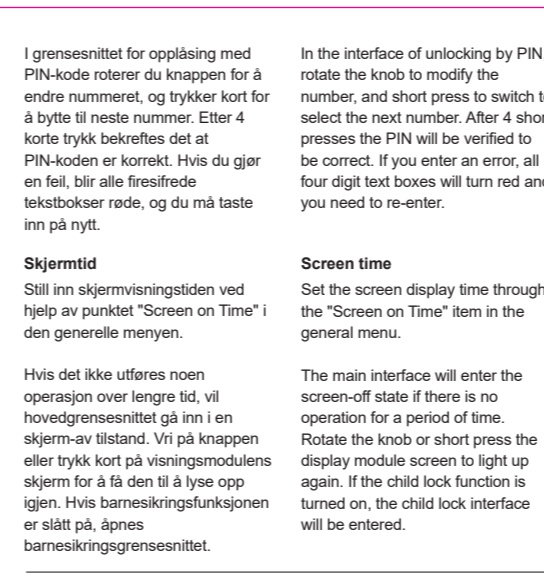 I grensesnittet for opplåsing med
PIN-kode roterer du knappen for å
endre nummeret, og trykker kort for
å bytte til neste nummer. Etter 4
korte trykk bekreftes det at
PIN-koden er korrekt. Hvis du gjør
en feil, blir alle firesifrede
tekstbokser røde, og du må taste
inn på nytt.
Skjermtid
Still inn skjermvisningstiden ved
hjelp av punktet "Screen on Time" i
den generelle menyen.
Hvis det ikke utføres noen
operasjon over lengre tid, vil
hovedgrensesnittet gå inn i en
skjerm-av tilstand. Vri på knappen
eller trykk kort på visningsmodulens
skjerm for å få den til å lyse opp
igjen. Hvis barnesikringsfunksjonen
er slått på, åpnes
barnesikringsgrensesnittet.
In the interface of unlocking by PIN
rotate the knob to modify the
number, and short press to switch
select the next number. After 4
presses the PIN will be verified to
be correct. If you enter an error, all
four digit text boxes will turn red
you need to re-enter.
Screen time
Set the screen display time through
the "Screen on Time" item in the
general menu.
The main interface will enter the
screen-off state if there is no
operation for a period of time.
Rotate the knob or short press the
display module screen to light up
again. If the child lock function is
turned on, the child lock interface
will be entered.